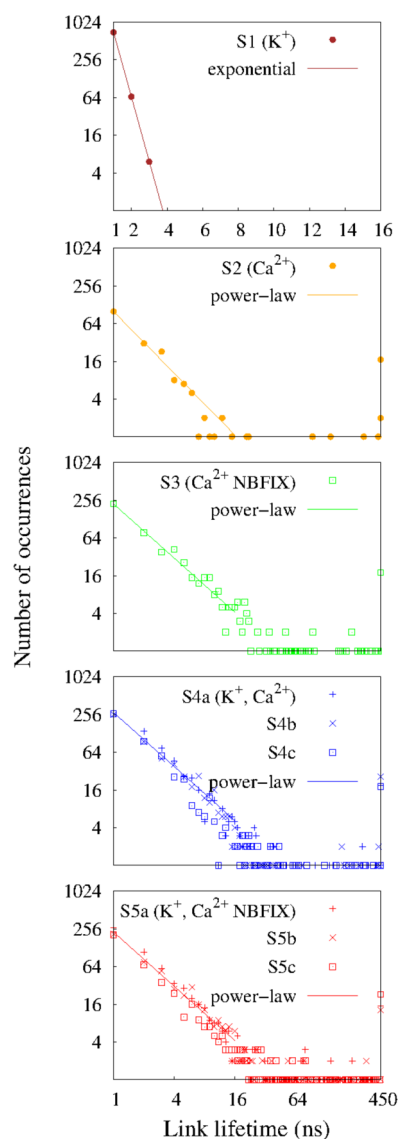 Number of occurrences
1024
256
64
16
4
S1 (K⁺)
exponential
1 2 4 6 8 10 12 14 16
1024
256
64
16
4
S2 (Ca²⁺)
power−law
1024
256
64
16
4
S3 (Ca²⁺ NBFIX)
power−law
1024
256
64
16
4
S4a (K⁺, Ca²⁺)
S4b
S4c
power−law
1024
256
64
16
4
S5a (K⁺, Ca²⁺ NBFIX)
S5b
S5c
power−law
1 4 16 64 450
Link lifetime (ns)